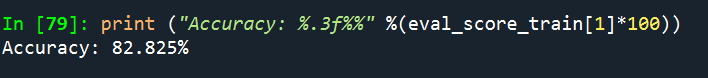 In [79]: print ("Accuracy: %.3f%%" %(eval_score_train[1]*100))
Accuracy: 82.825%